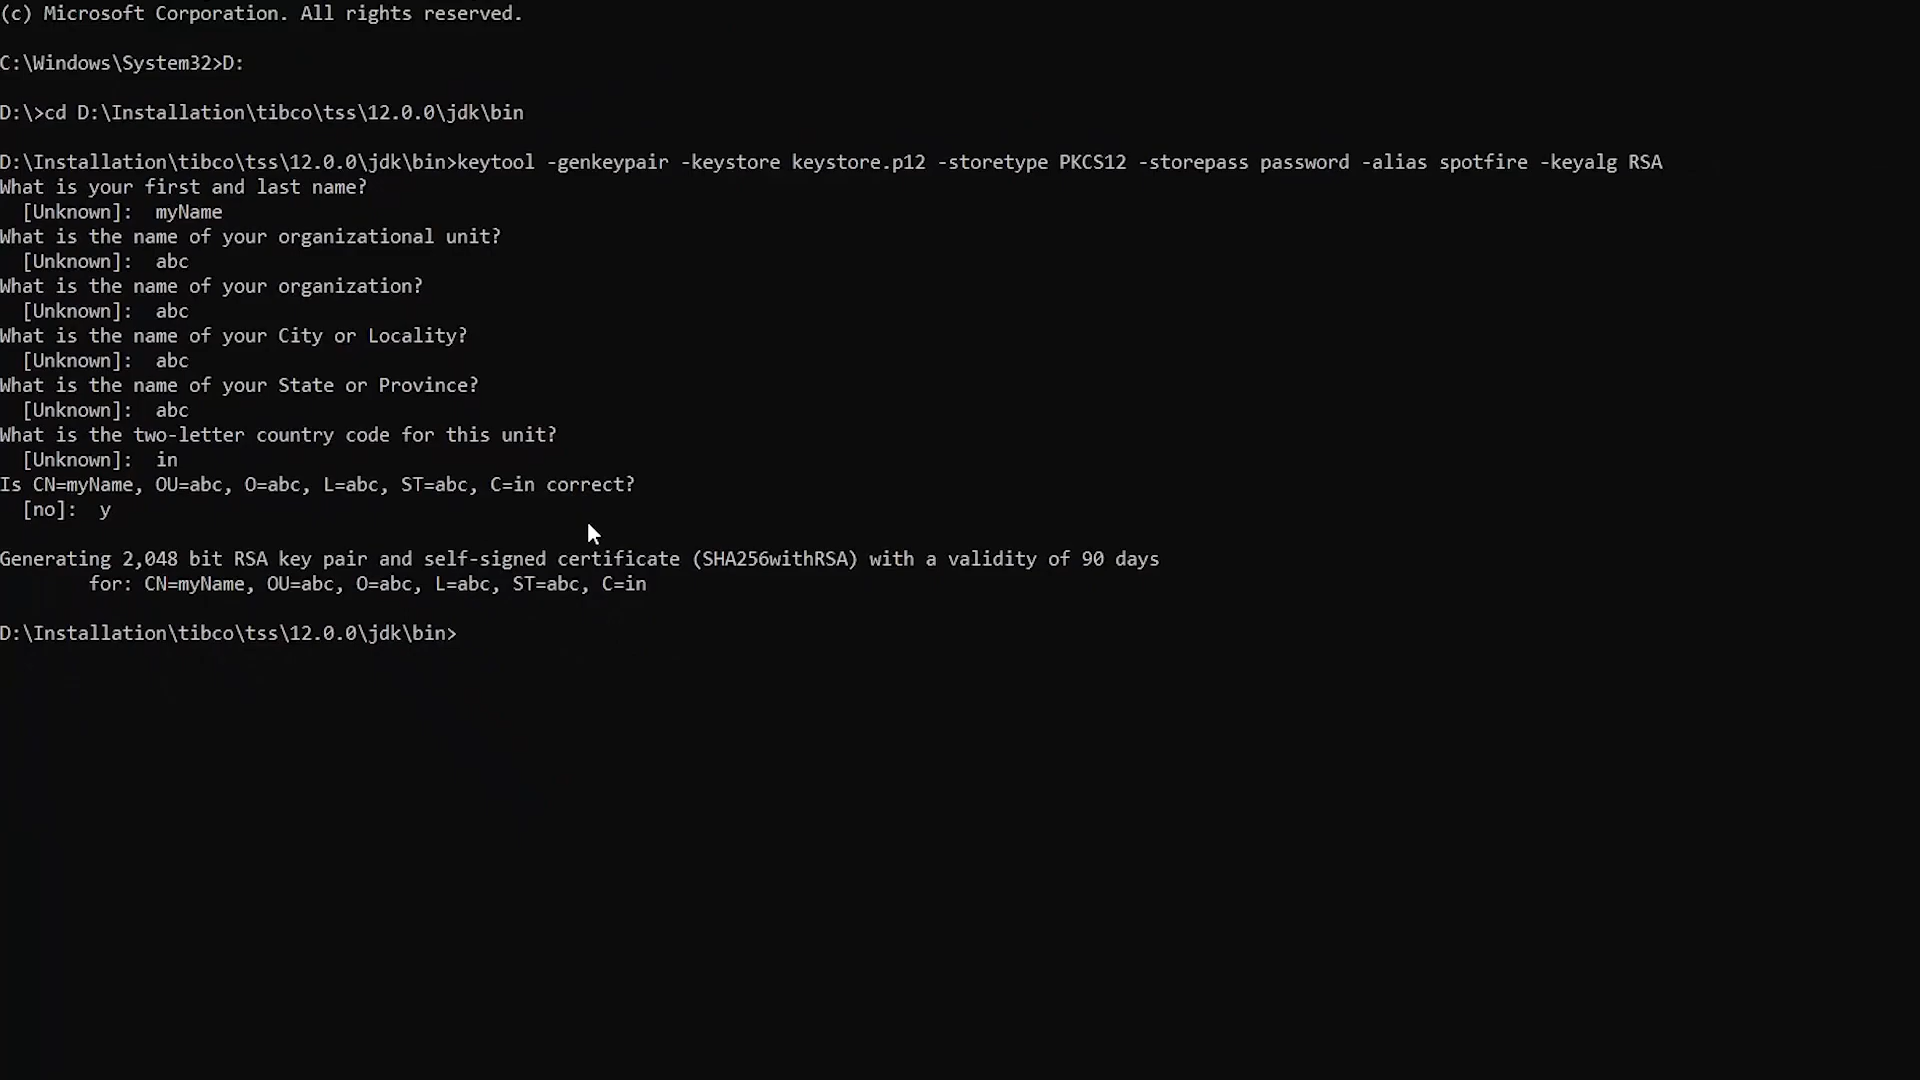 (c) Microsoft Corporation. All rights reserved.
C:\Windows\System32>D:
D:\>cd D:\Installation\tibco\tss\12.0.0\jdk\bin
D:\Installation\tibco\tss\12.0.0\jdk\bin>keytool -genkeypair -keystore keystore.p12 -storetype PKCS12 -storepass password -alias spotfire -keyalg RSA
What is your first and last name?
[Unknown]: myName
What is the name of your organizational unit?
[Unknown]: abc
What is the name of your organization?
[Unknown]: abc
What is the name of your City or Locality?
[Unknown]: abc
What is the name of your State or Province?
[Unknown]: abc
What is the two-letter country code for this unit?
[Unknown]: in
Is CN=myName, OU=abc, O=abc, L=abc, ST=abc, C=in correct?
[no]: y
Generating 2,048 bit RSA key pair and self-signed certificate (SHA256withRSA) with a validity of 90 days
for: CN=myName, OU=abc, O=abc, L=abc, ST=abc, C=in
D:\Installation\tibco\tss\12.0.0\jdk\bin>